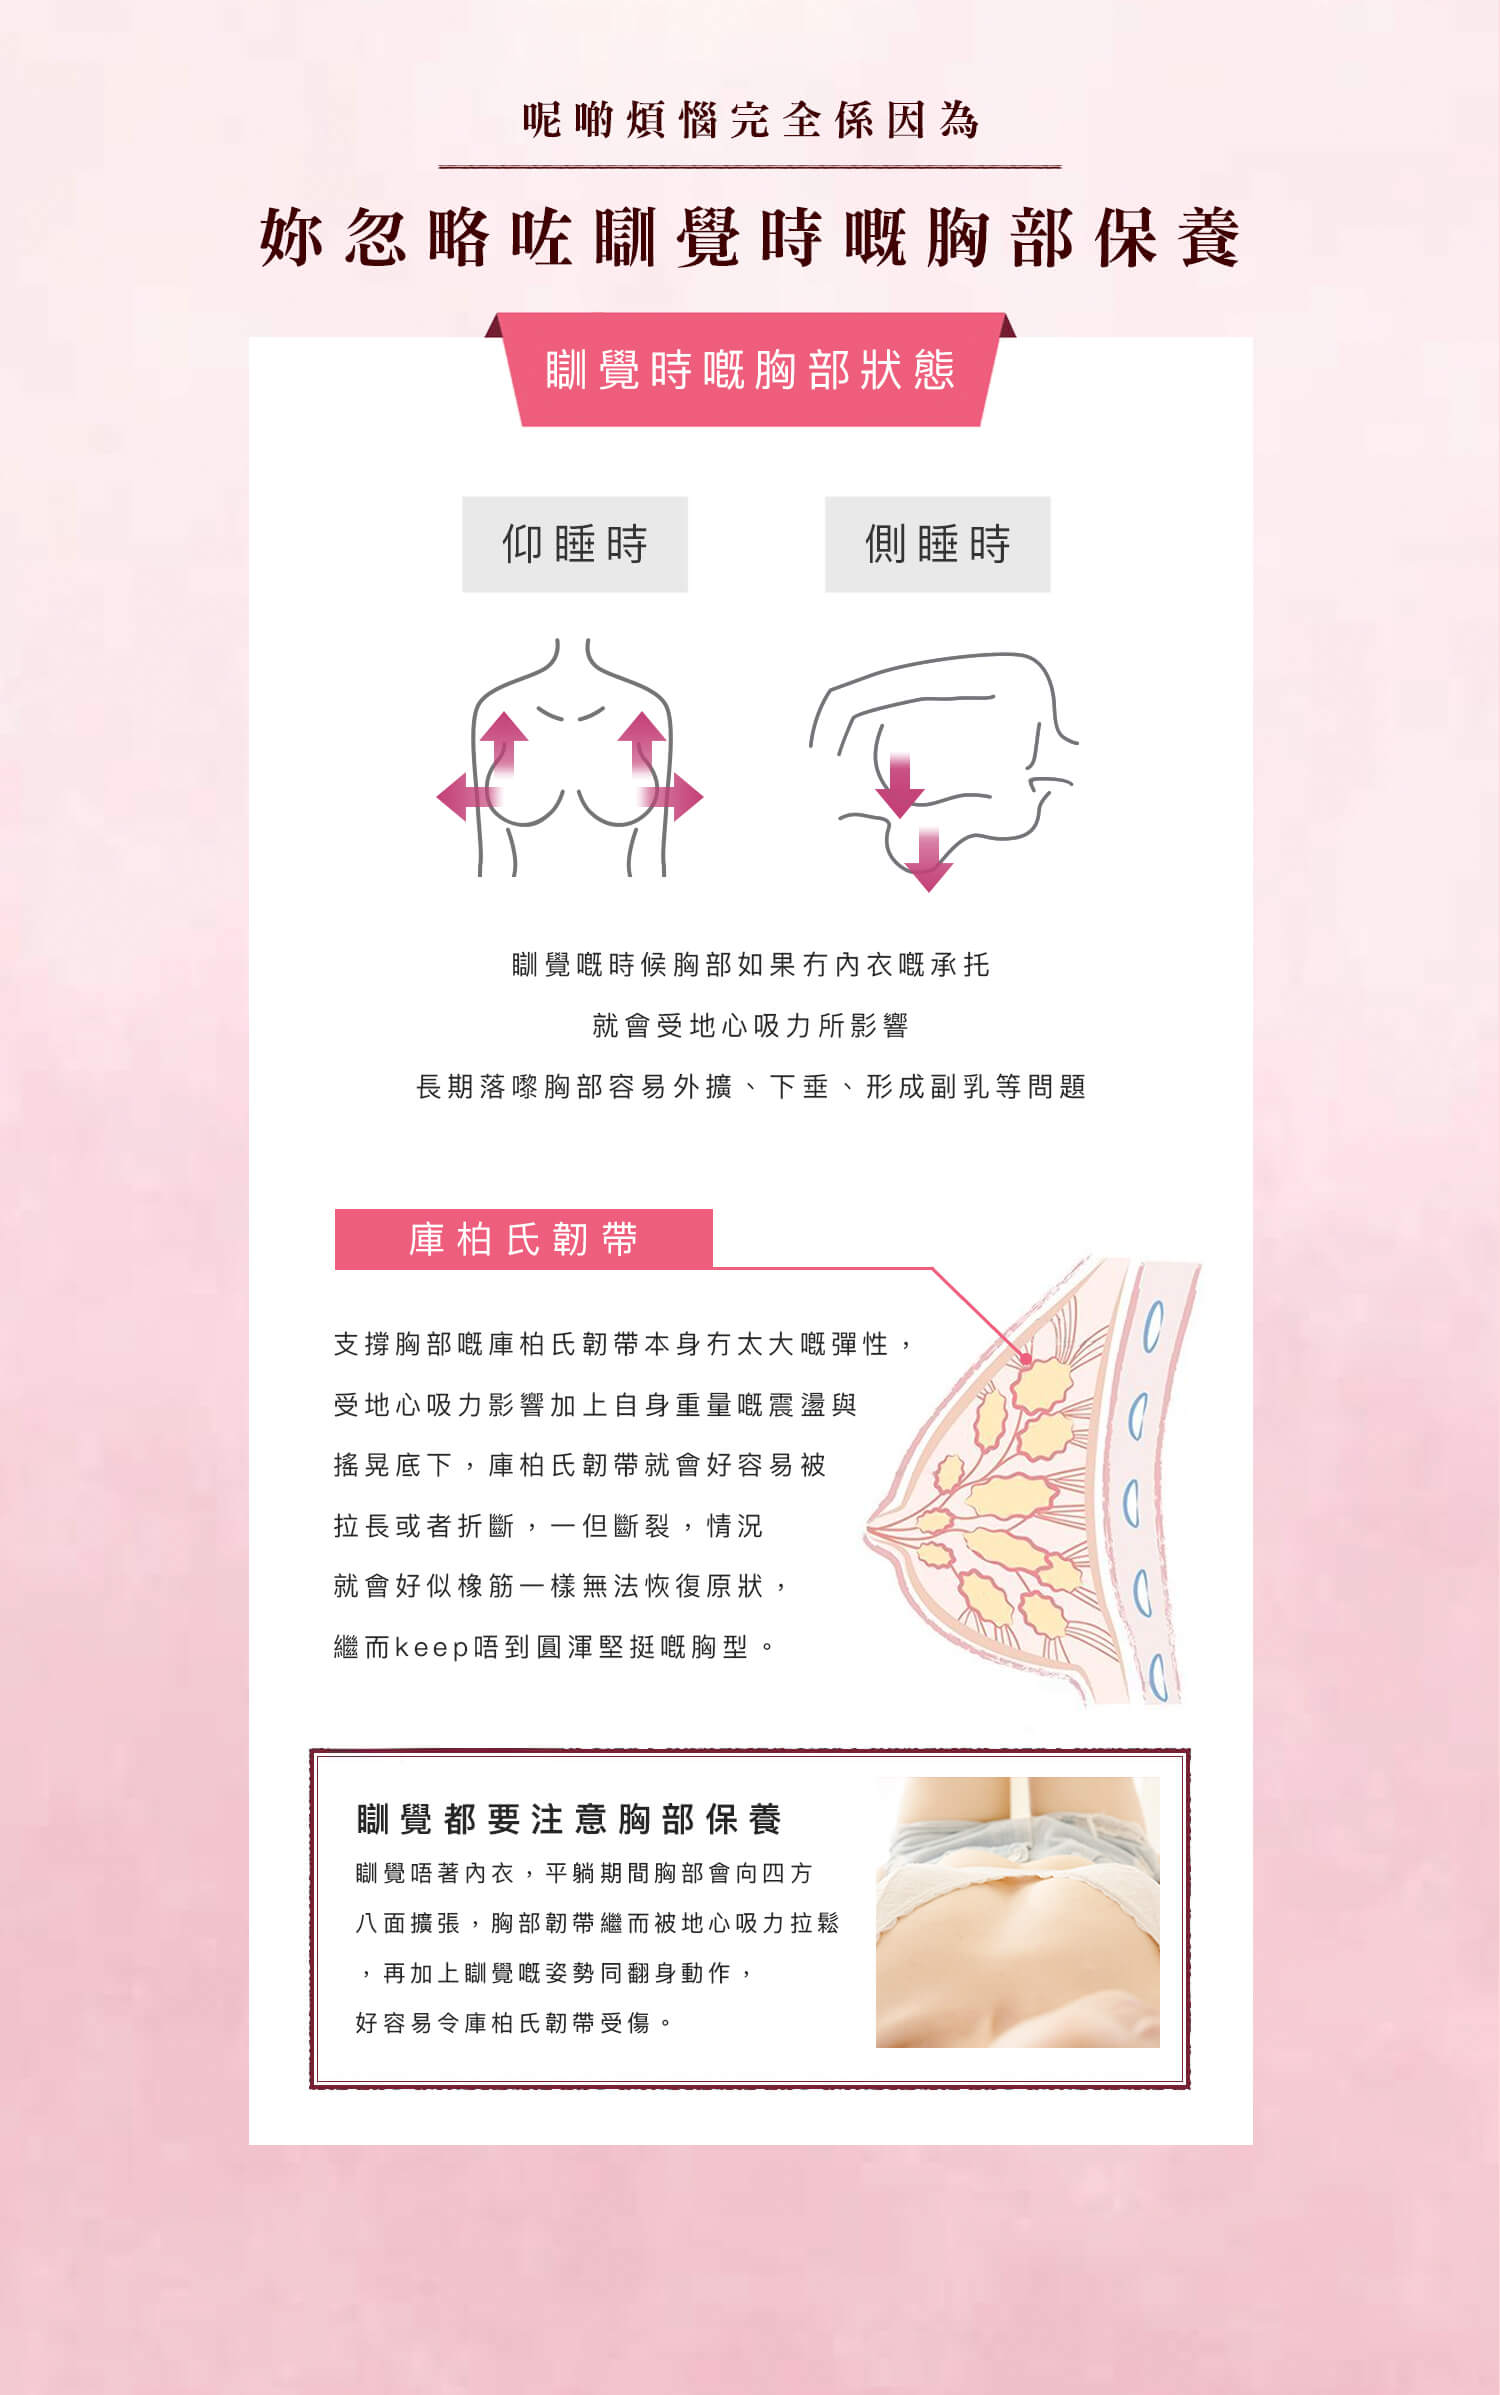 呢啲煩惱完全係因為
妳忽略咗瞓覺時嘅胸部保養
瞓覺時嘅胸部狀態
仰睡時
側睡時
瞓覺嘅時候胸部如果冇內衣嘅承托
就會受地心吸力所影響
長期落嚟胸部容易外擴、下垂、形成副乳等問題
庫柏氏韌帶
支撐胸部嘅庫柏氏韌帶本身冇太大嘅彈性，
受地心吸力影響加上自身重量嘅震盪與
搖晃底下，庫柏氏韌帶就會好容易被
拉長或者折斷，一但斷裂，情況
就會好似橡筋一樣無法恢復原狀，
繼而keep唔到圓渾堅挺嘅胸型。
瞓覺都要注意胸部保養
瞓覺唔著內衣，平躺期間胸部會向四方
八面擴張，胸部韌帶繼而被地心吸力拉鬆
，再加上瞓覺嘅姿勢同翻身動作，
好容易令庫柏氏韌帶受傷。